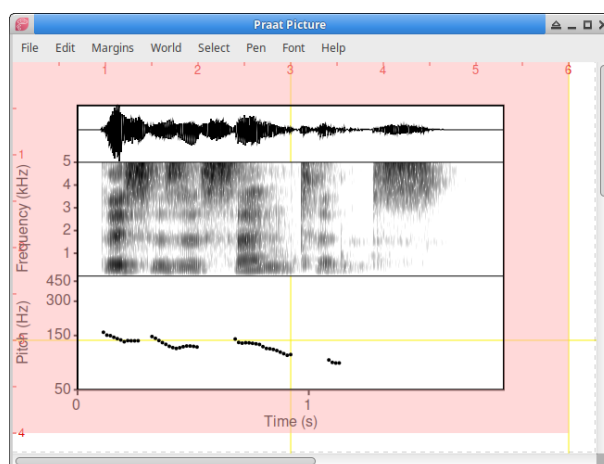 Praat Picture
File Edit Margins World Select Pen Font Help
1 2 3 4 5 6
1
5
4
3
2
1
Frequency (kHz)
450
300
150
50
Pitch (Hz)
4
0 1
Time (s)